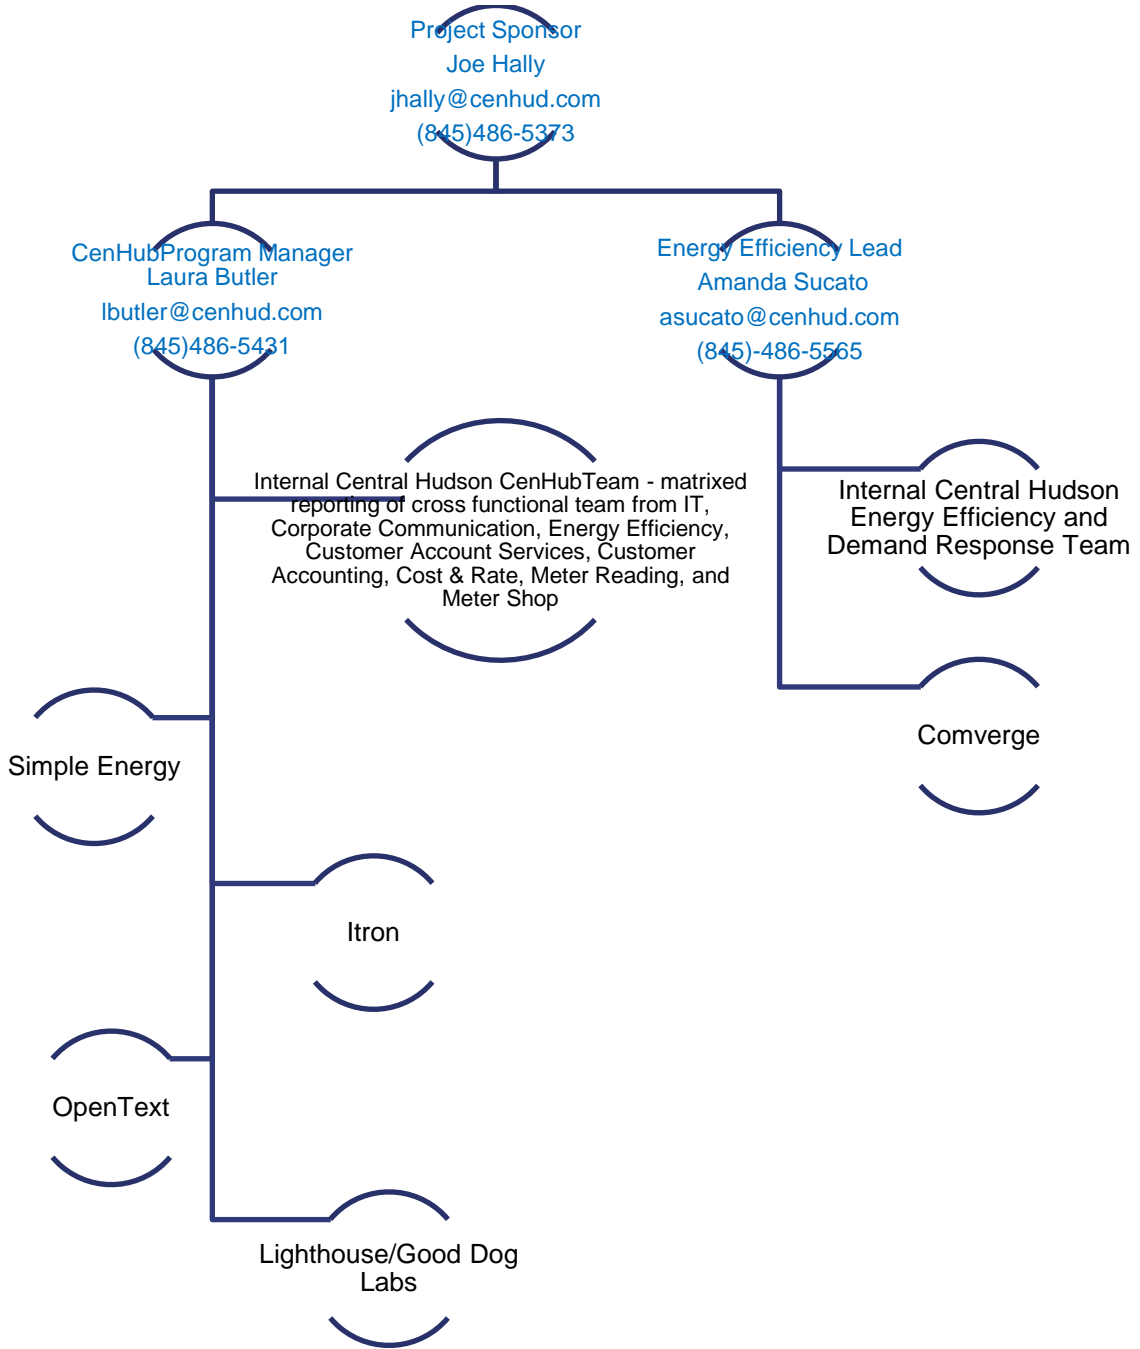 Project Sponsor
Joe Hally
jhally@cenhud.com
(845)486-5373
CenHubProgram Manager
Laura Butler
lbutler@cenhud.com
(845)486-5431
Energy Efficiency Lead
Amanda Sucato
asucato@cenhud.com
(845)-486-5565
Internal Central Hudson CenHubTeam - matrixed
reporting of cross functional team from IT,
Corporate Communication, Energy Efficiency,
Customer Account Services, Customer
Accounting, Cost & Rate, Meter Reading, and
Meter Shop
Internal Central Hudson
Energy Efficiency and
Demand Response Team
Simple Energy
Comverge
Itron
OpenText
Lighthouse/Good Dog
Labs